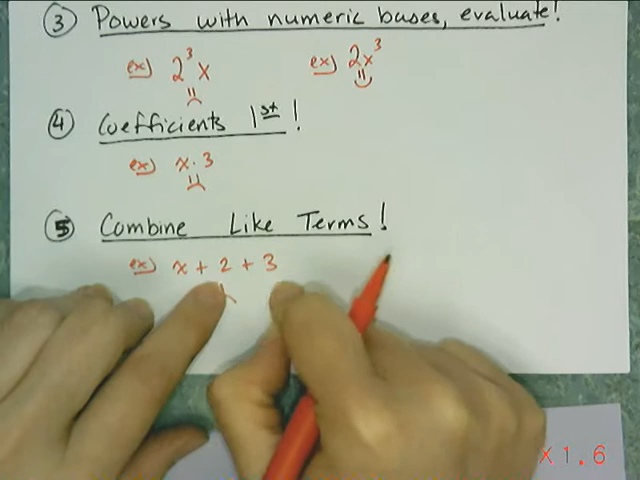 ③ Powers with numeric bases, evaluate!
ex) 2³x ex) 2x³
④ Coefficients 1st!
ex) x · 3
⑤ Combine Like Terms!
ex) x + 2 + 3
x1.6